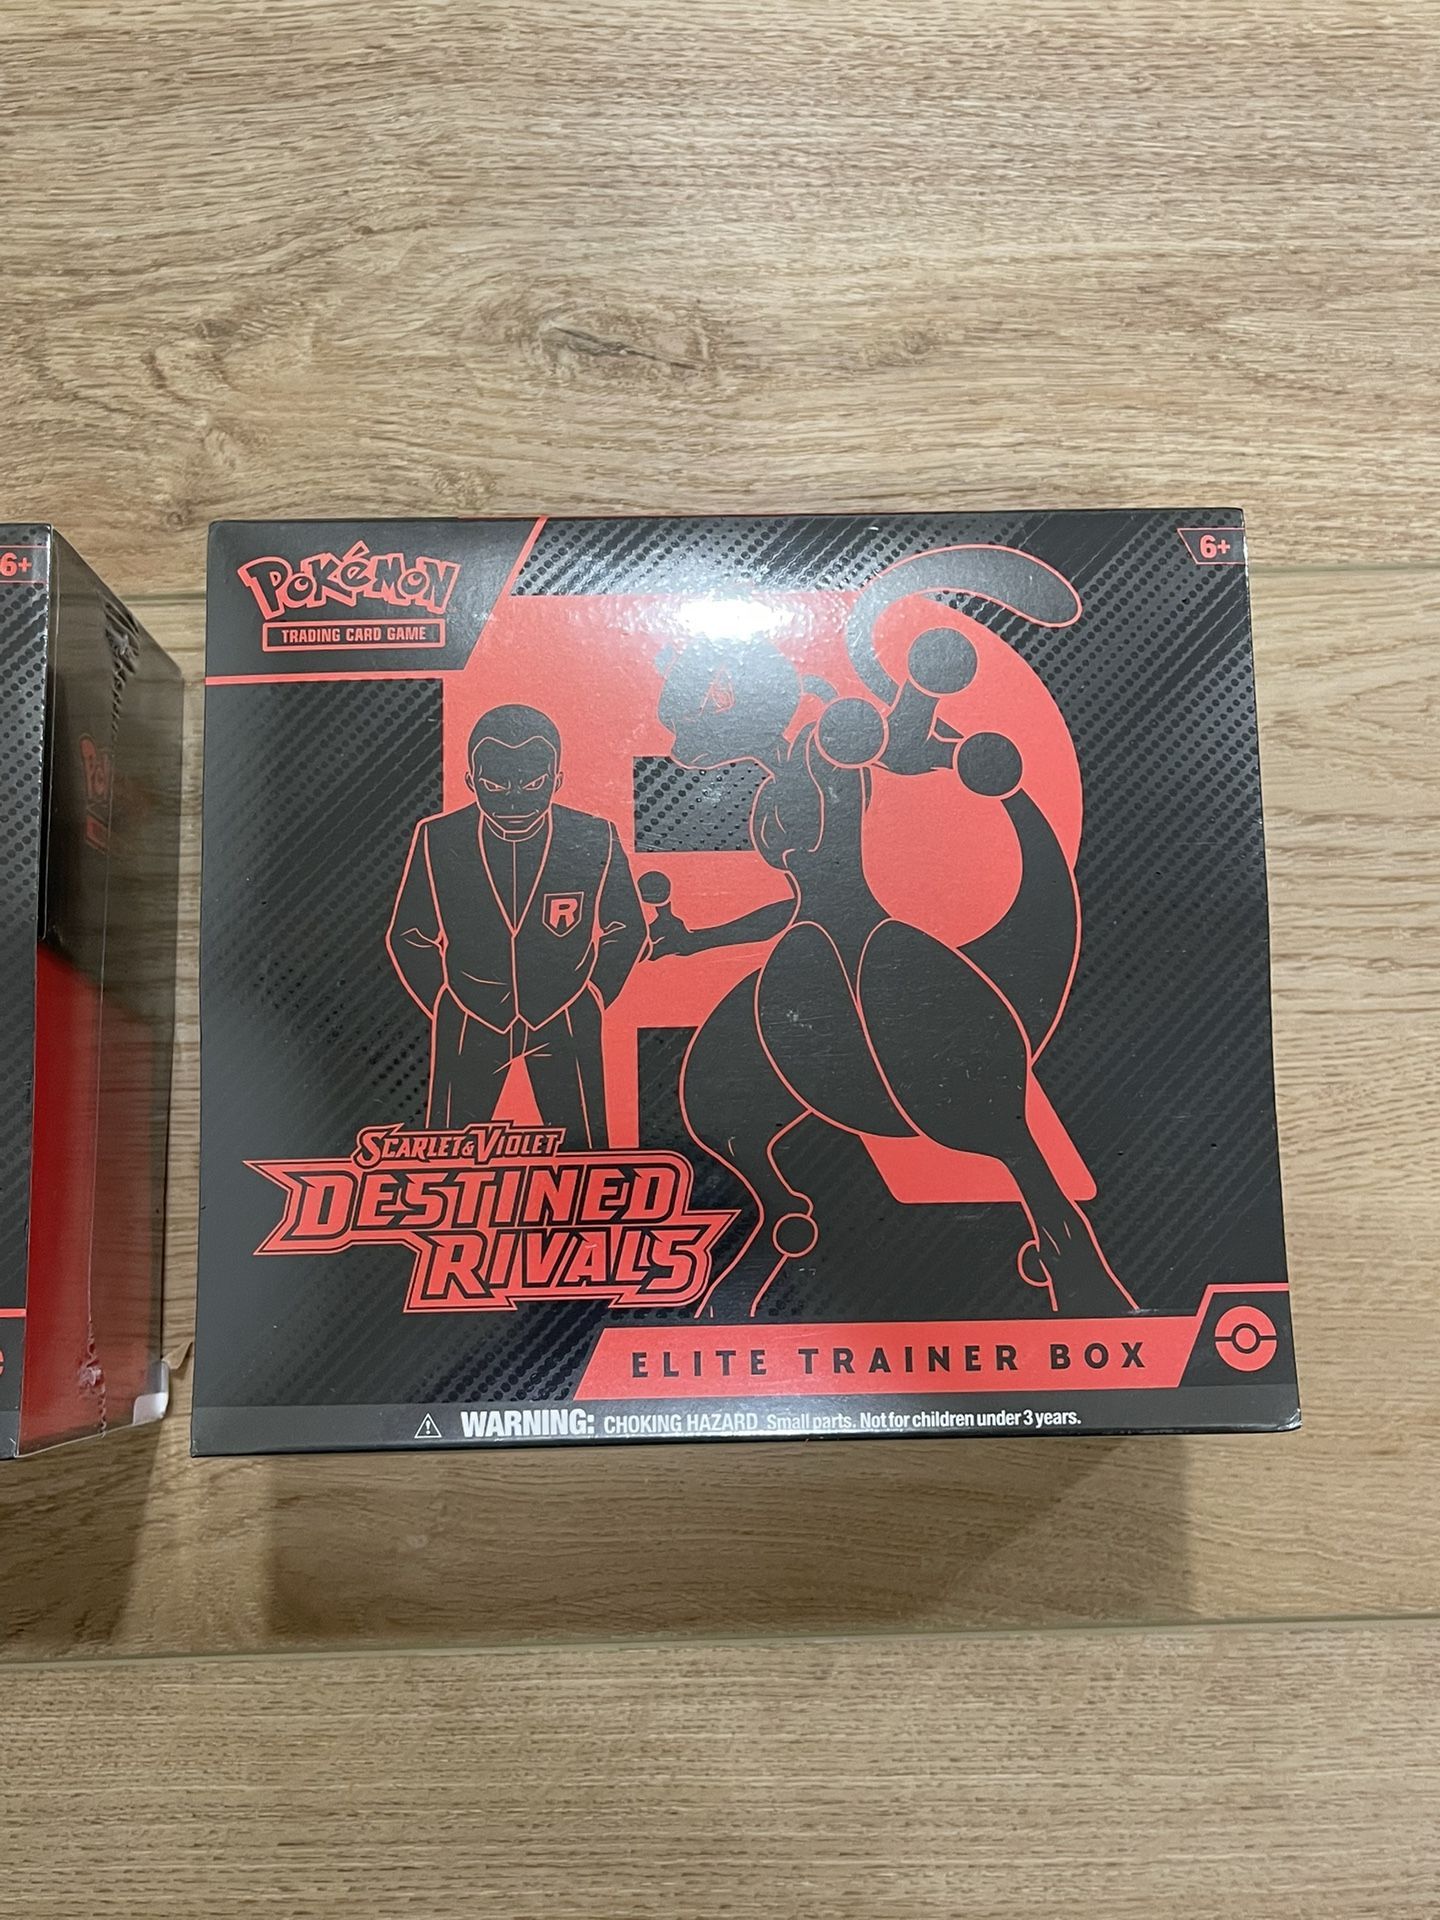 6+
POKéMON
TRADING CARD GAME
6+
R
SCARLET & VIOLET
DESTINED
RIVALS
ELITE TRAINER BOX
WARNING: CHOKING HAZARD Small parts. Not for children under 3 years.